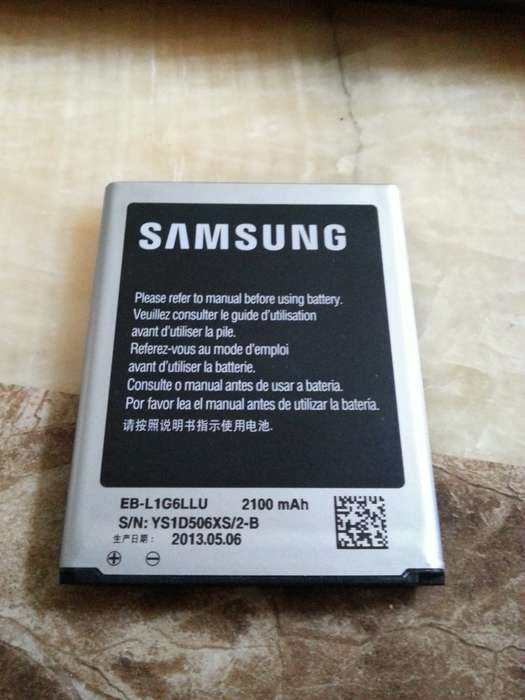 SAMSUNG
Please refer to manual before using battery.
Veuillez consulter le guide d'utilisation
avant d'utiliser la pile.
Referez-vous au mode d'emploi
avant d'utiliser la batterie.
Consulte o manual antes de usar a bateria.
Por favor lea el manual antes de utilizar la bateria.
请按照说明书指示使用电池.
EB-L1G6LLU 2100 mAh
S/N: YS1D506XS/2-B
生产日期: 2013.05.06
+ -